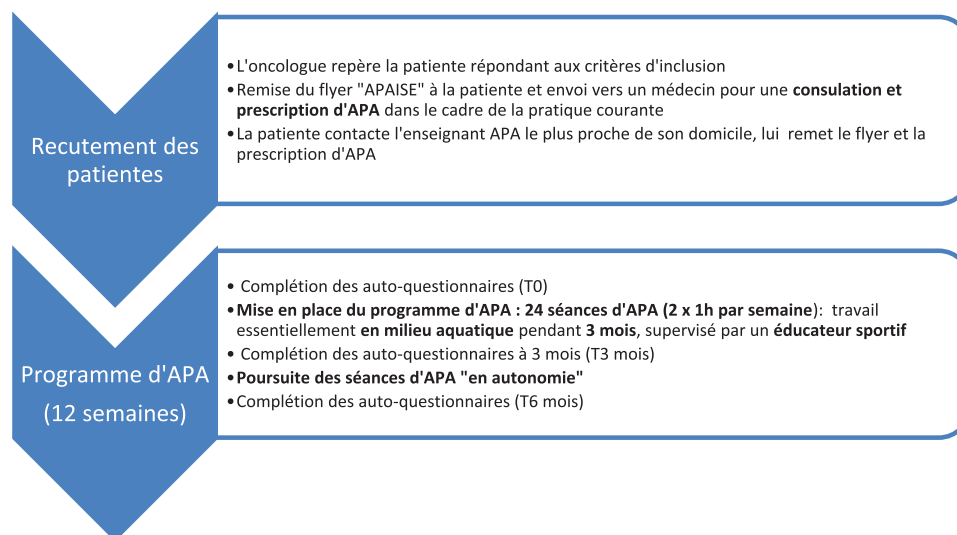 Recutement des
patientes
•L'oncologue repère la patiente répondant aux critères d'inclusion
•Remise du flyer "APAISE" à la patiente et envoi vers un médecin pour une consulation et
prescription d'APA dans le cadre de la pratique courante
•La patiente contacte l'enseignant APA le plus proche de son domicile, lui remet le flyer et la
prescription d'APA
Programme d'APA
(12 semaines)
• Complétion des auto-questionnaires (T0)
•Mise en place du programme d'APA : 24 séances d'APA (2 x 1h par semaine): travail
essentiellement en milieu aquatique pendant 3 mois, supervisé par un éducateur sportif
• Complétion des auto-questionnaires à 3 mois (T3 mois)
•Poursuite des séances d'APA "en autonomie"
•Complétion des auto-questionnaires (T6 mois)